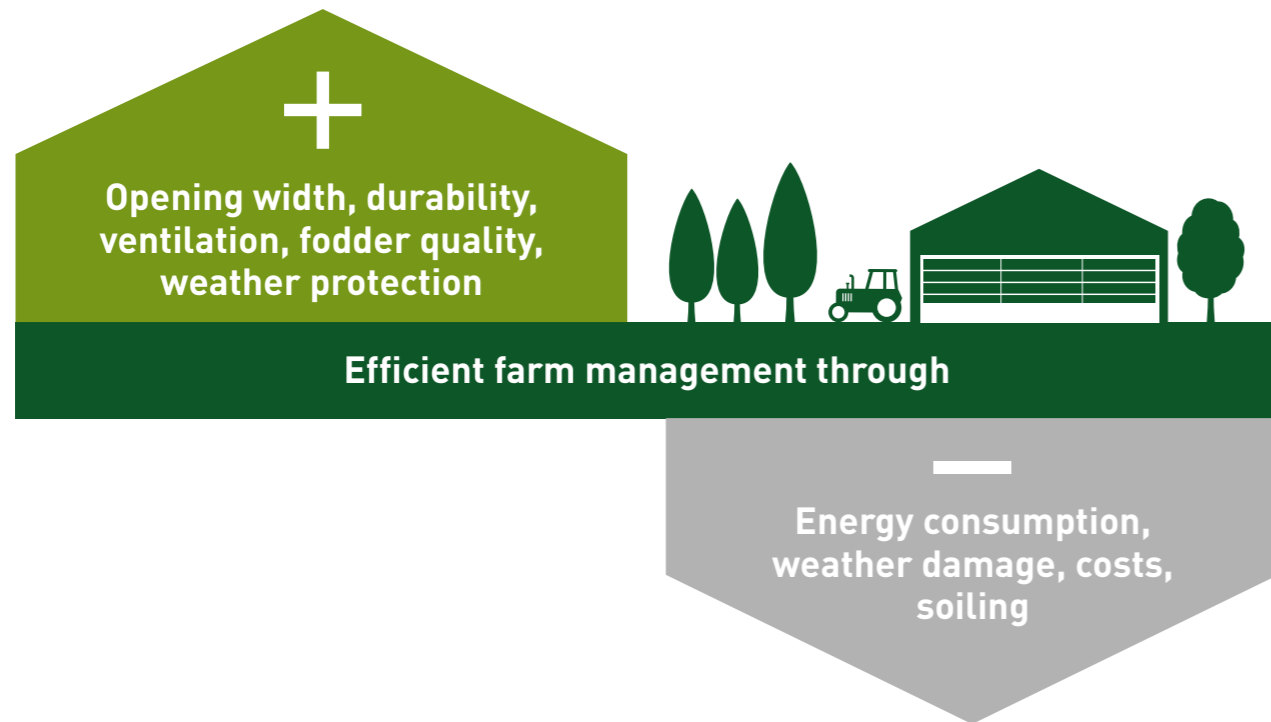 +
Opening width, durability,
ventilation, fodder quality,
weather protection
Efficient farm management through
—
Energy consumption,
weather damage, costs,
soiling